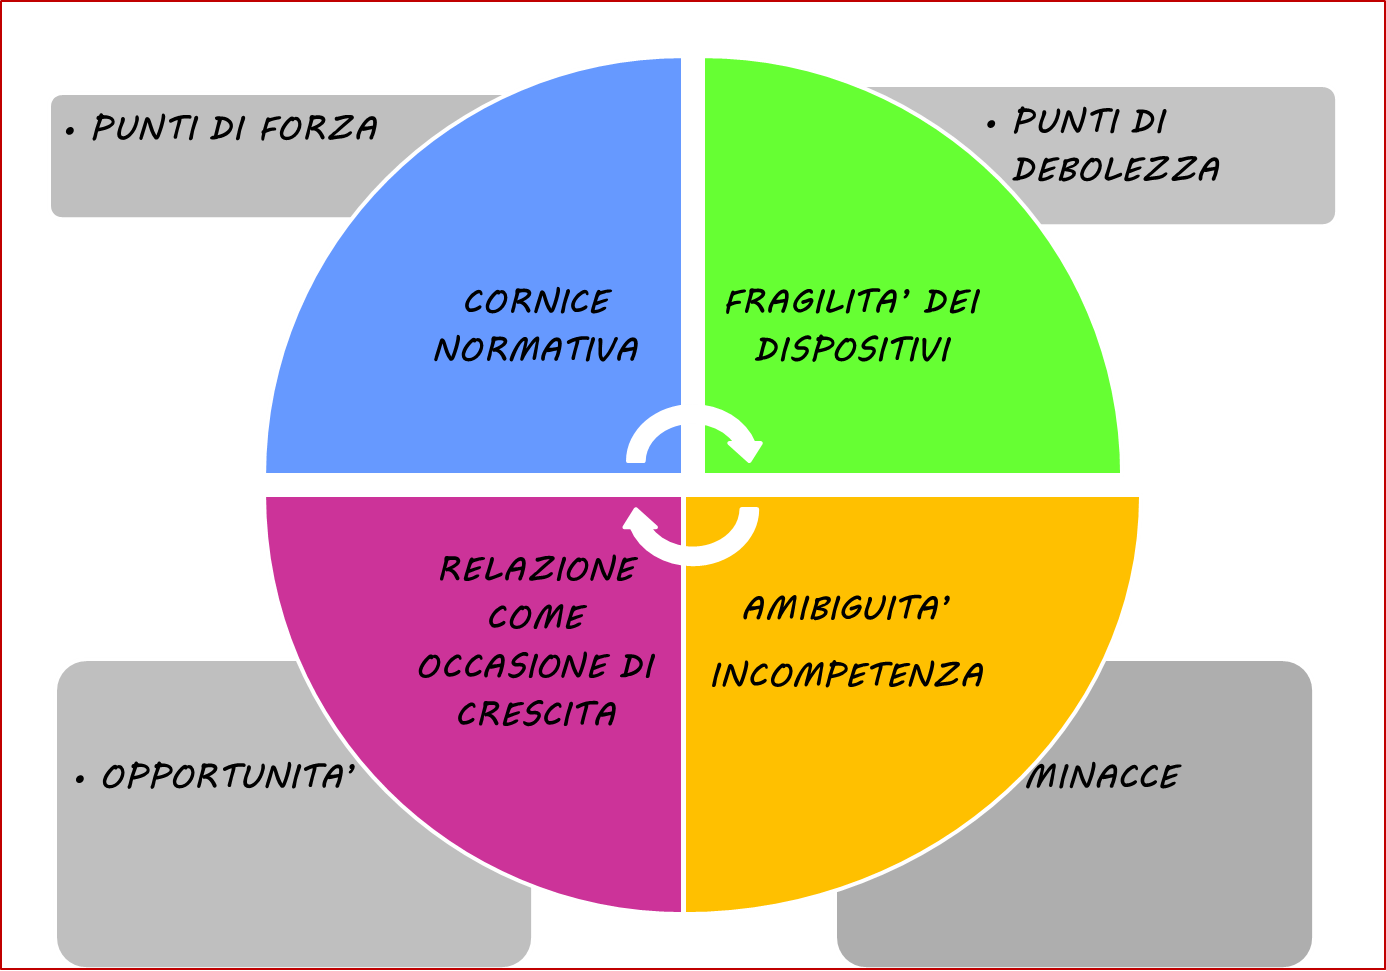 • PUNTI DI FORZA
• PUNTI DI
DEBOLEZZA
CORNICE
NORMATIVA
FRAGILITA’ DEI
DISPOSITIVI
RELAZIONE
COME
OCCASIONE DI
CRESCITA
AMIBIGUITA’
INCOMPETENZA
• OPPORTUNITA’
MINACCE